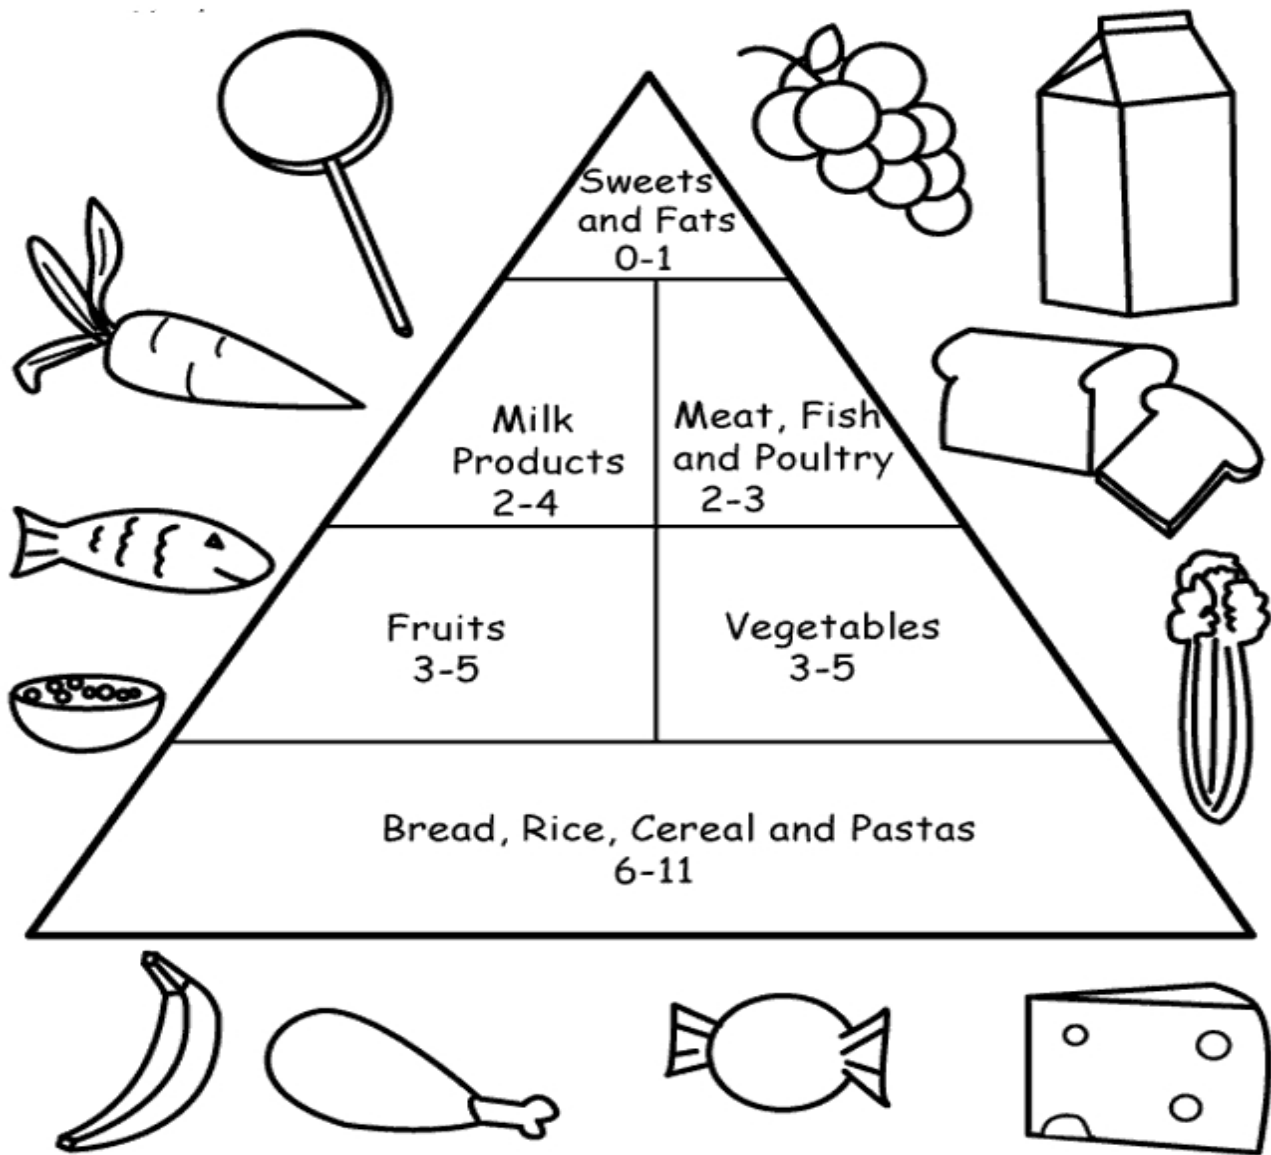 Sweets
and Fats
0-1
Milk
Products
2-4
Meat, Fish
and Poultry
2-3
Fruits
3-5
Vegetables
3-5
Bread, Rice, Cereal and Pastas
6-11